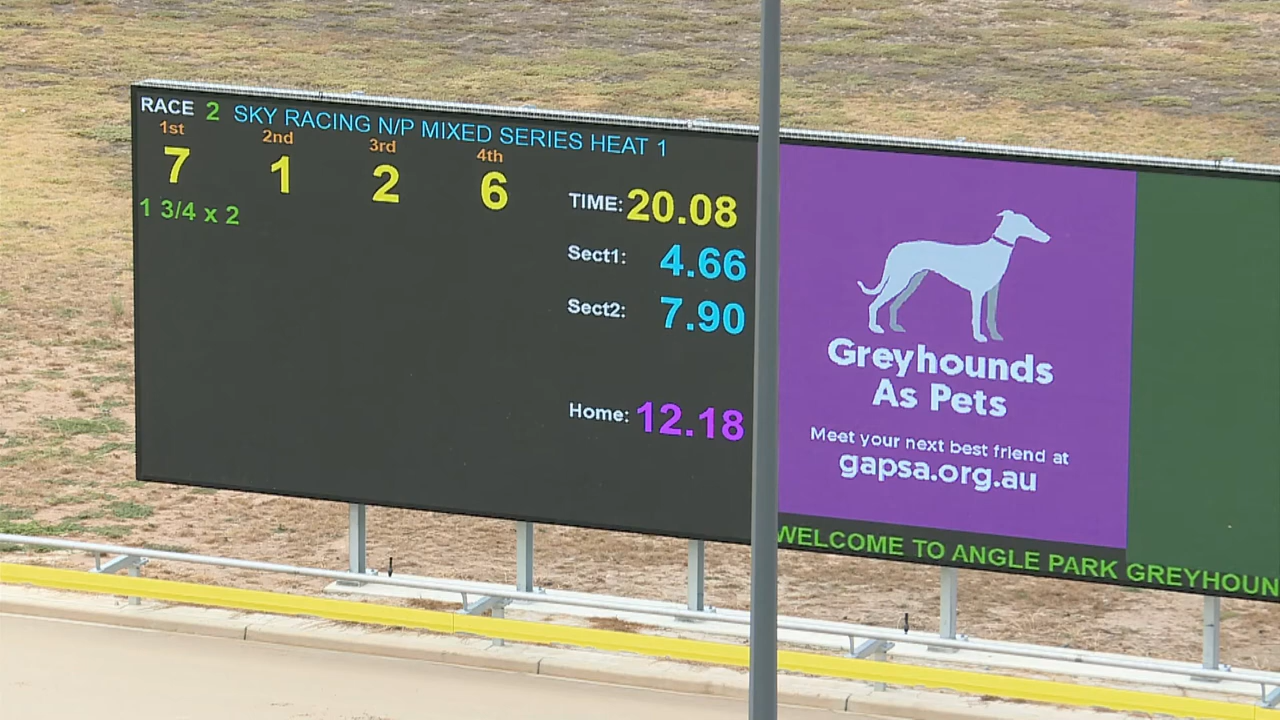 RACE 2 SKY RACING N/P MIXED SERIES HEAT 1
1st 2nd 3rd 4th
7 1 2 6
1 3/4 x 2
TIME: 20.08
Sect1: 4.66
Sect2: 7.90
Home: 12.18
Greyhounds
As Pets
Meet your next best friend at
gapsa.org.au
WELCOME TO ANGLE PARK GREYHOUN